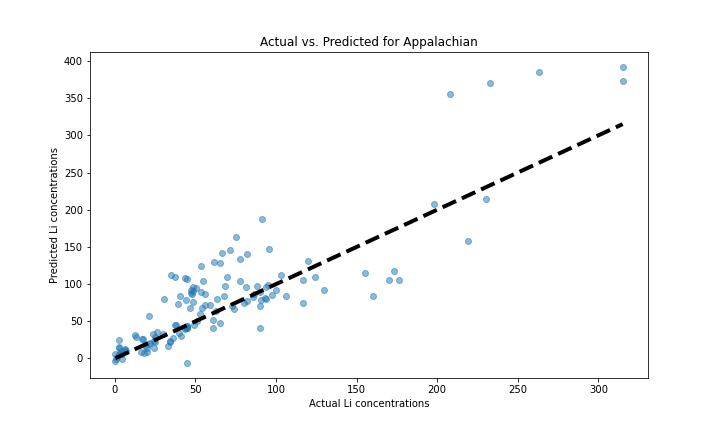 Actual vs. Predicted for Appalachian
Predicted Li concentrations
400
350
300
250
200
150
100
50
0
0 50 100 150 200 250 300
Actual Li concentrations